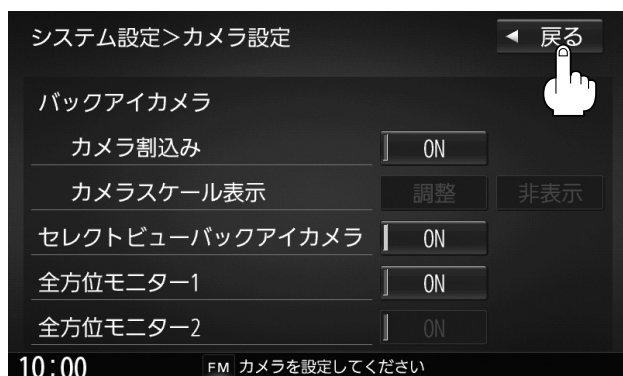 システム設定＞カメラ設定 ◀ 戻る
バックアイカメラ
カメラ割込み ON
カメラスケール表示 調整 非表示
セレクトビューバックアイカメラ ON
全方位モニター1 ON
全方位モニター2 ON
10:00 FM カメラを設定してください